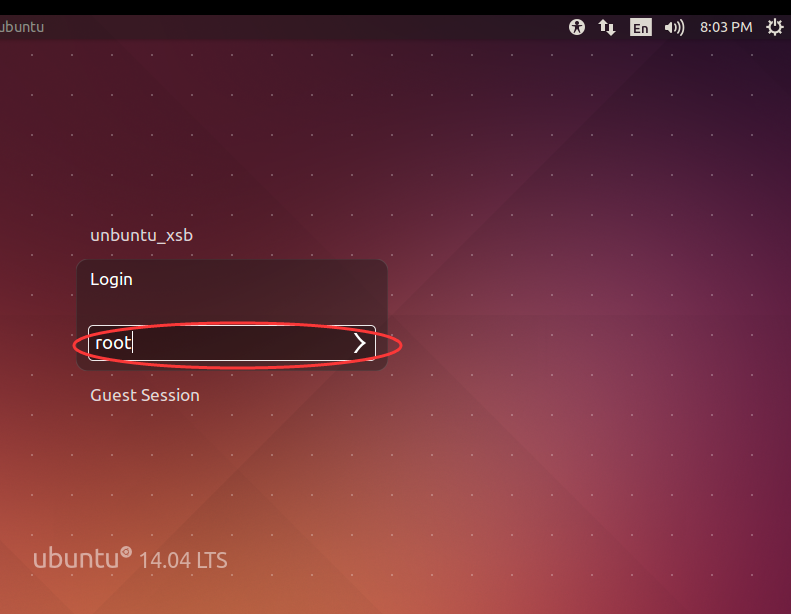 ubuntu
En
8:03 PM
unbuntu_xsb
Login
root
Guest Session
ubuntu® 14.04 LTS